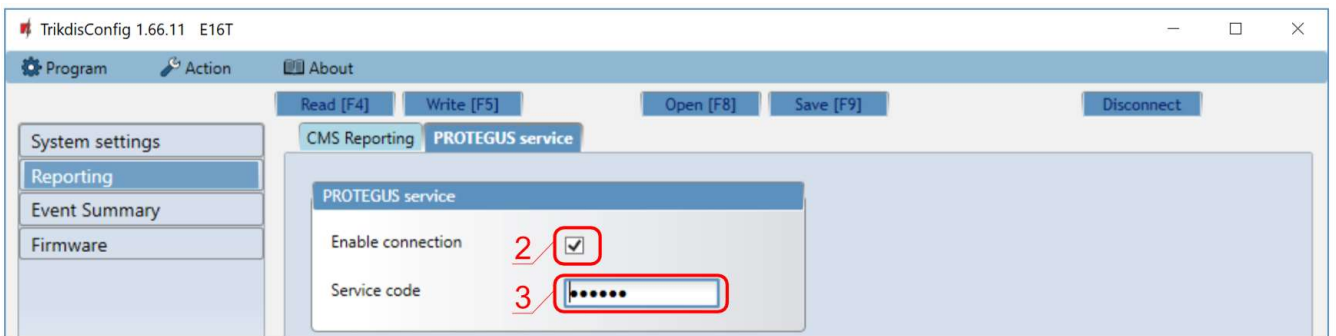 TrikdisConfig 1.66.11 E16T
Program Action About
Read [F4] Write [F5] Open [F8] Save [F9] Disconnect
System settings
Reporting
Event Summary
Firmware
CMS Reporting PROTEGUS service
PROTEGUS service
Enable connection 2
Service code 3 ••••••